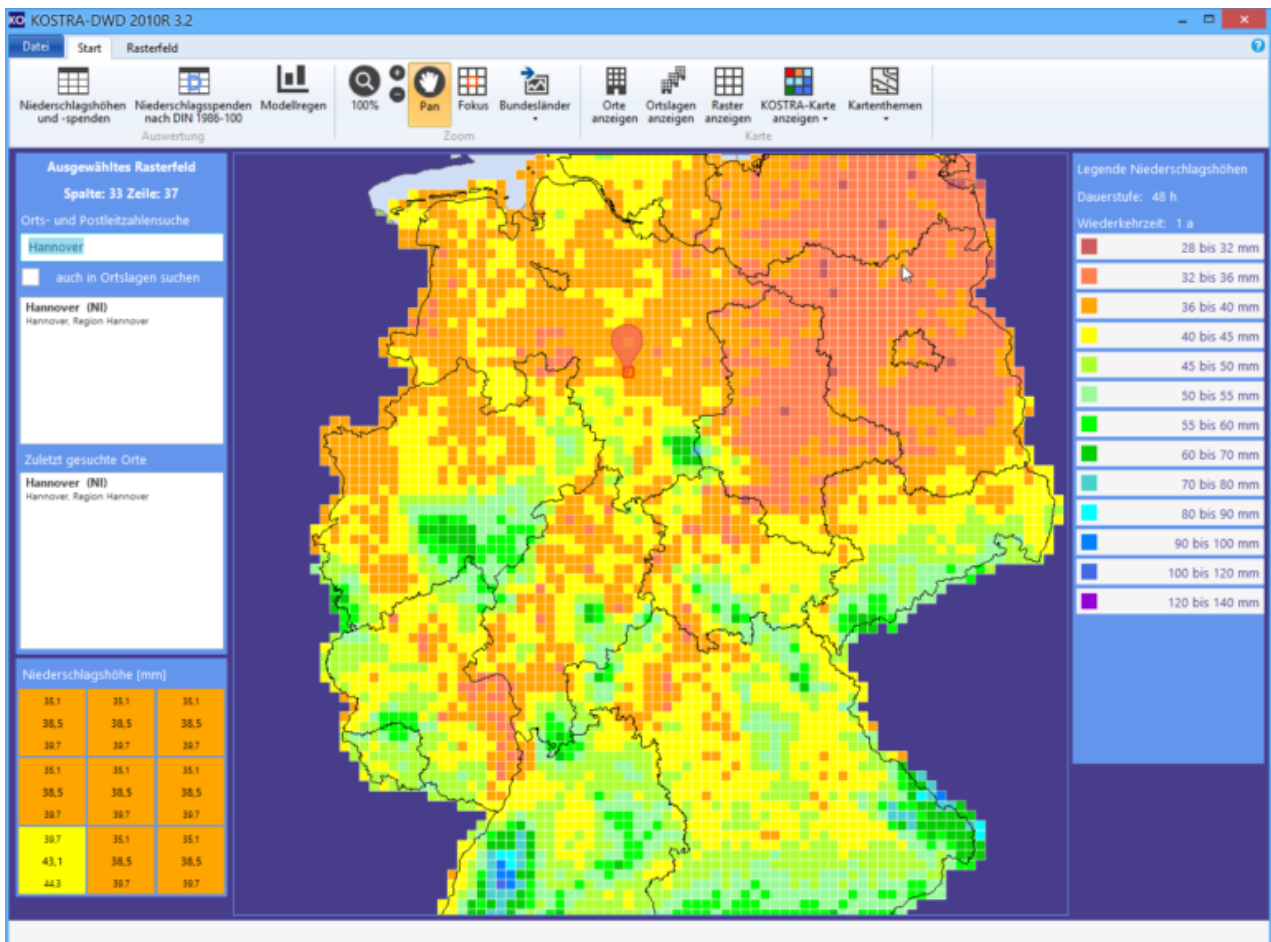 KO KOSTRA-DWD 2010R 3.2
Datei Start Rasterfeld
Niederschlagshöhen und -spenden
Niederschlagsspenden nach DIN 1986-100
Modellregen
100%
Pan
Fokus
Bundesländer
Orte anzeigen
Ortslagen anzeigen
Raster anzeigen
KOSTRA-Karte anzeigen
Kartenthemen
Auswertung Zoom Karte
Ausgewähltes Rasterfeld
Spalte: 33 Zeile: 37
Orts- und Postleitzahlensuche
Hannover
auch in Ortslagen suchen
Hannover (NI)
Hannover, Region Hannover
Zuletzt gesuchte Orte
Hannover (NI)
Hannover, Region Hannover
Niederschlagshöhe [mm]
35,1 35,1 35,1
38,5 38,5 38,5
39,7 39,7 39,7
35,1 35,1 35,1
38,5 38,5 38,5
39,7 39,7 39,7
39,7 35,1 35,1
43,1 38,5 38,5
44,3 39,7 39,7
Legende Niederschlagshöhen
Dauerstufe: 48 h
Wiederkehrzeit: 1 a
28 bis 32 mm
32 bis 36 mm
36 bis 40 mm
40 bis 45 mm
45 bis 50 mm
50 bis 55 mm
55 bis 60 mm
60 bis 70 mm
70 bis 80 mm
80 bis 90 mm
90 bis 100 mm
100 bis 120 mm
120 bis 140 mm